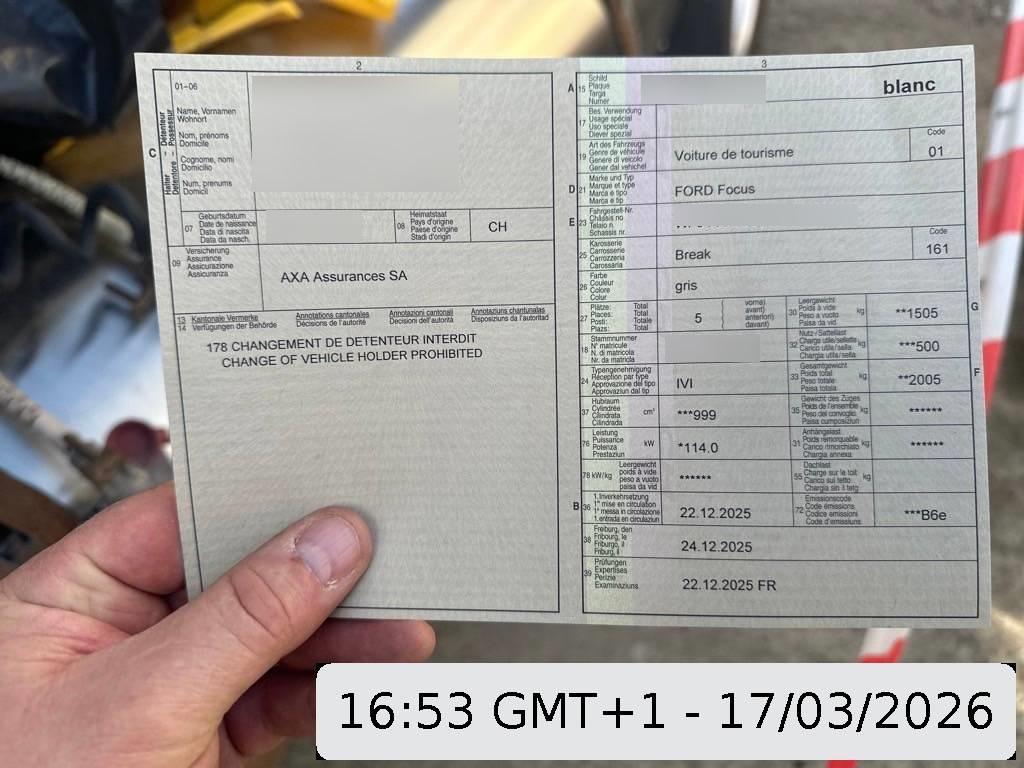 2
01–06
Name, Vornamen
Wohnort
Nom, prénoms
Domicile
Cognome, nomi
Domicilio
Num, prenums
Domicil
C
Halter - Détenteur
Detentore - Possessur
07
Geburtsdatum
Date de naissance
Data di nascita
Data da nasch.
08
Heimatstaat
Pays d'origine
Paese d'origine
Stadi d'origin
CH
09
Versicherung
Assurance
Assicurazione
Assicuranza
AXA Assurances SA
13 Kantonale Vermerke Annotations cantonales Annotazioni cantonali Annotaziuns chantunalas
14 Verfügungen der Behörde Décisions de l'autorité Decisioni dell'autorità Disposiziuns da l'autoritad
178 CHANGEMENT DE DETENTEUR INTERDIT
CHANGE OF VEHICLE HOLDER PROHIBITED
3
A 15
Schild
Plaque
Targa
Numer
blanc
17
Bes. Verwendung
Usage spécial
Uso speciale
Diever spezial
19
Art des Fahrzeugs
Genre de véhicule
Genere di veicolo
Gener dal vehichel
Voiture de tourisme
Code
01
D 21
Marke und Typ
Marque et type
Marca e tipo
Marca e tip
FORD Focus
E 23
Fahrgestell-Nr.
Châssis no
Telaio n.
Schassis nr.
25
Karosserie
Carrosserie
Carrozzeria
Carossaria
Break
Code
161
26
Farbe
Couleur
Colore
Colur
gris
27
Plätze: Total
Places: Total
Posti: Totale
Plazs: Total
5
vorne)
avant)
anteriori)
davant)
30
Leergewicht
Poids à vide
Peso a vuoto
Paisa da vid
kg
**1505
G
18
Stammnummer
N° matricule
N. di matricola
Nr. da matricla
32
Nutz-/Sattellast
Charge utile/sellette
Carico utile/sella
Chargia utila/sella
kg
***500
24
Typengenehmigung
Réception par type
Approvazione del tipo
Approvaziun dal tip
IVI
33
Gesamtgewicht
Poids total
Peso totale
Paisa totala
kg
**2005
F
37
Hubraum
Cylindrée
Cilindrata
Cilindrada
cm³
***999
35
Gewicht des Zuges
Poids de l'ensemble
Peso del convoglio
Paisa cumposiziun
kg
******
76
Leistung
Puissance
Potenza
Prestaziun
kW
*114.0
31
Anhängelast
Poids remorquable
Carico rimorchiato
Chargia annexa
kg
******
78 kW/kg
Leergewicht
poids à vide
peso a vuoto
paisa da vid
******
55
Dachlast
Charge sur le toit
Carico sul tetto
Chargia sin il tetg
kg
******
B 36
1. Inverkehrsetzung
1re mise en circulation
1a messa in circolazione
1. entrada en circulaziun
22.12.2025
72
Emissionscode
Code émissions
Codice emissioni
Code d'emissiuns
***B6e
38
Freiburg, den
Fribourg, le
Friburgo, il
Friburg, il
24.12.2025
39
Prüfungen
Expertises
Perizie
Examinaziuns
22.12.2025 FR
16:53 GMT+1 - 17/03/2026